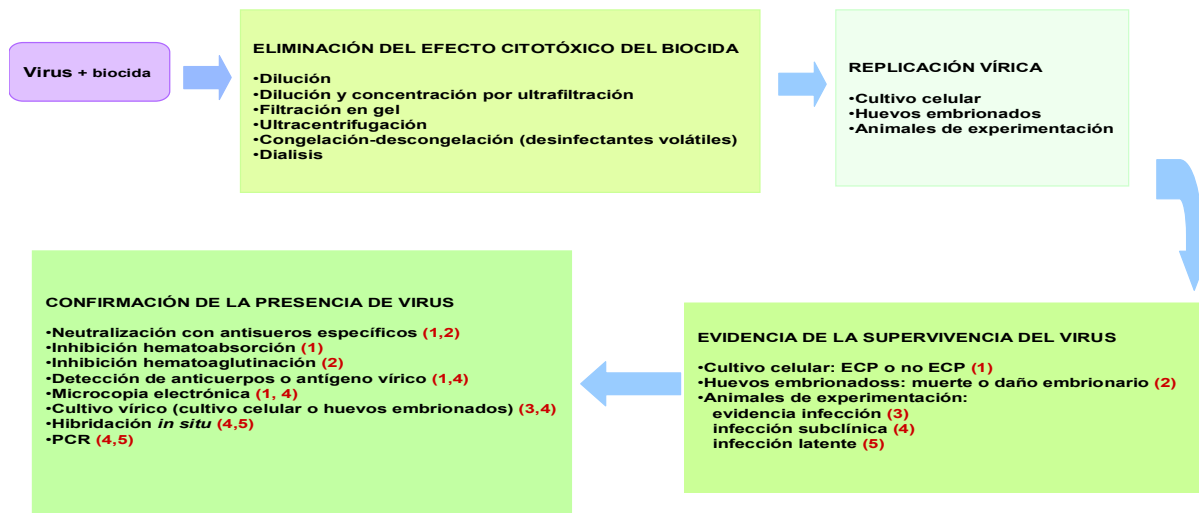 Virus + biocida
ELIMINACIÓN DEL EFECTO CITOTÓXICO DEL BIOCIDA
•Dilución
•Dilución y concentración por ultrafiltración
•Filtración en gel
•Ultracentrifugación
•Congelación-descongelación (desinfectantes volátiles)
•Dialisis
REPLICACIÓN VÍRICA
•Cultivo celular
•Huevos embrionados
•Animales de experimentación
EVIDENCIA DE LA SUPERVIVENCIA DEL VIRUS
•Cultivo celular: ECP o no ECP (1)
•Huevos embrionadoss: muerte o daño embrionario (2)
•Animales de experimentación:
evidencia infección (3)
infección subclínica (4)
infección latente (5)
CONFIRMACIÓN DE LA PRESENCIA DE VIRUS
•Neutralización con antisueros específicos (1,2)
•Inhibición hematoabsorción (1)
•Inhibición hematoaglutinación (2)
•Detección de anticuerpos o antígeno vírico (1,4)
•Microcopia electrónica (1, 4)
•Cultivo vírico (cultivo celular o huevos embrionados) (3,4)
•Hibridación in situ (4,5)
•PCR (4,5)